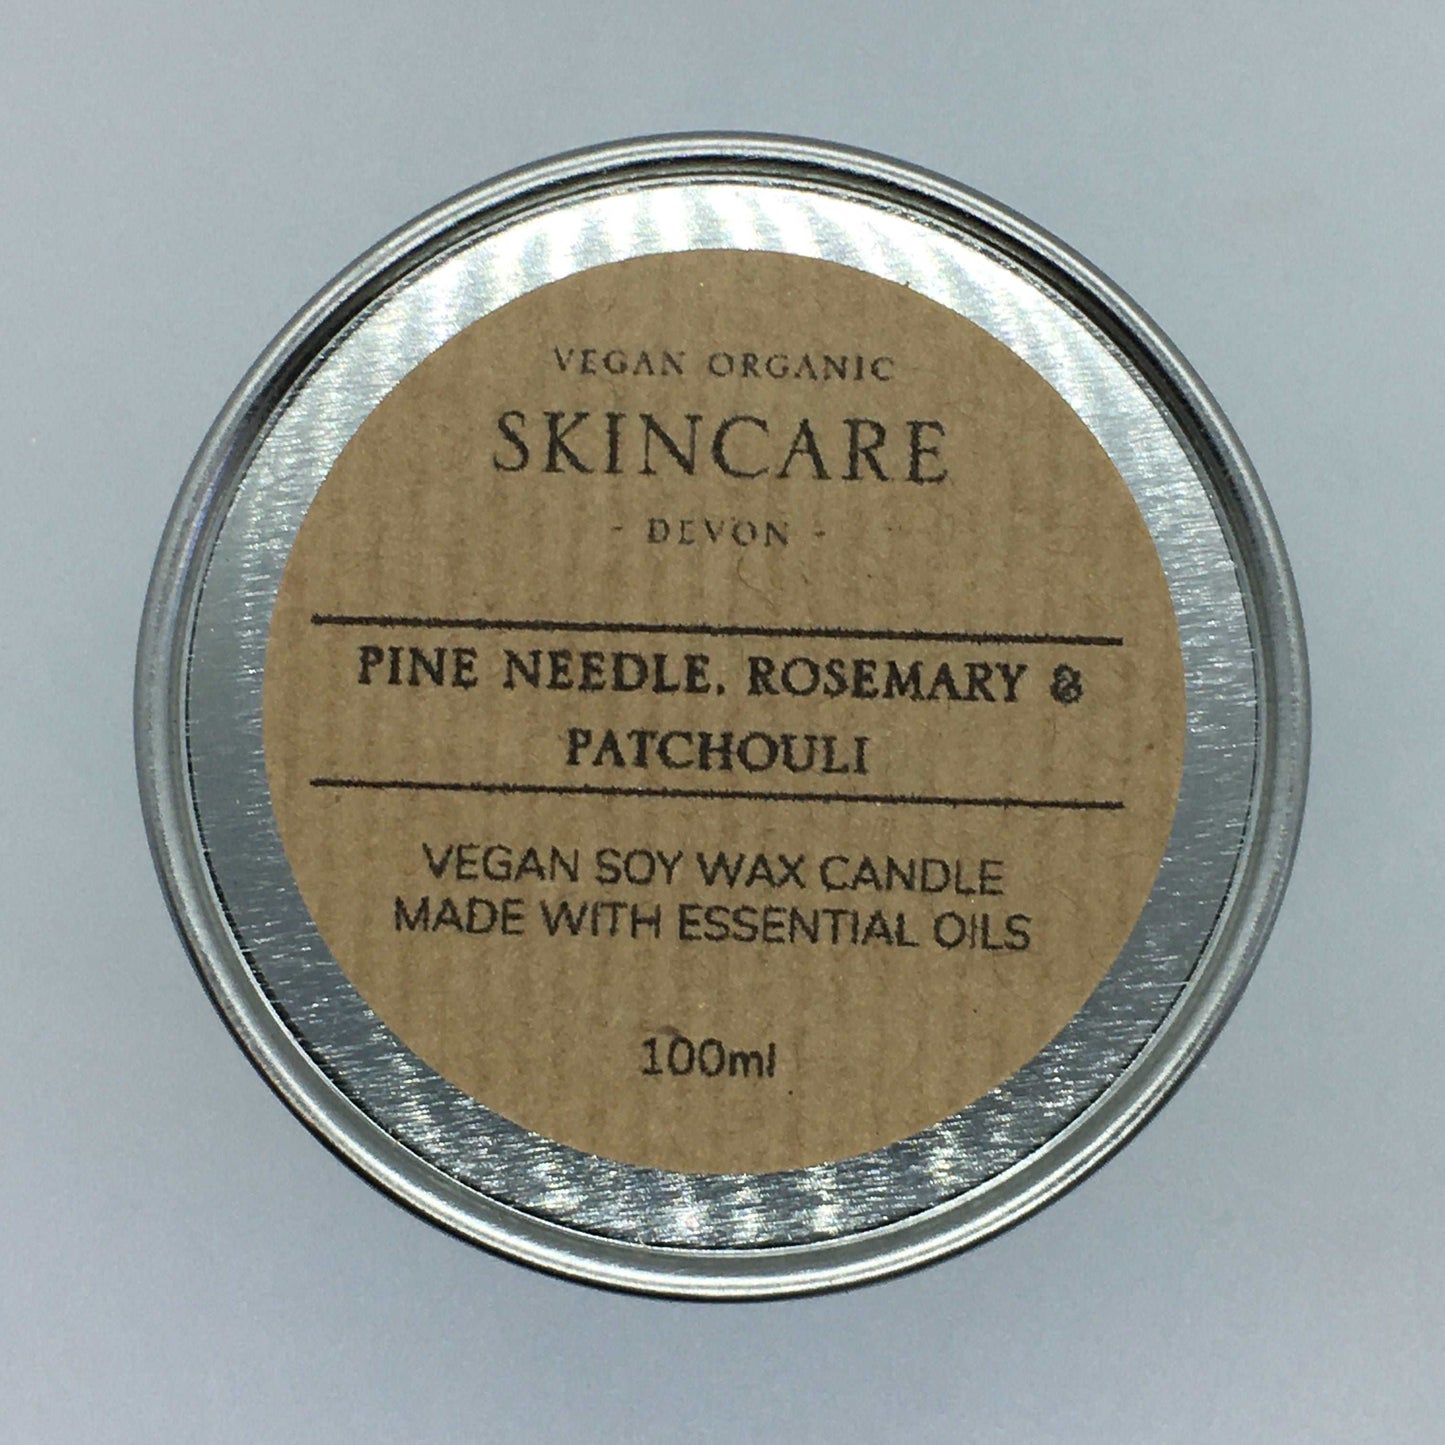 VEGAN ORGANIC
SKINCARE
- DEVON -
PINE NEEDLE, ROSEMARY &
PATCHOULI
VEGAN SOY WAX CANDLE
MADE WITH ESSENTIAL OILS
100ml